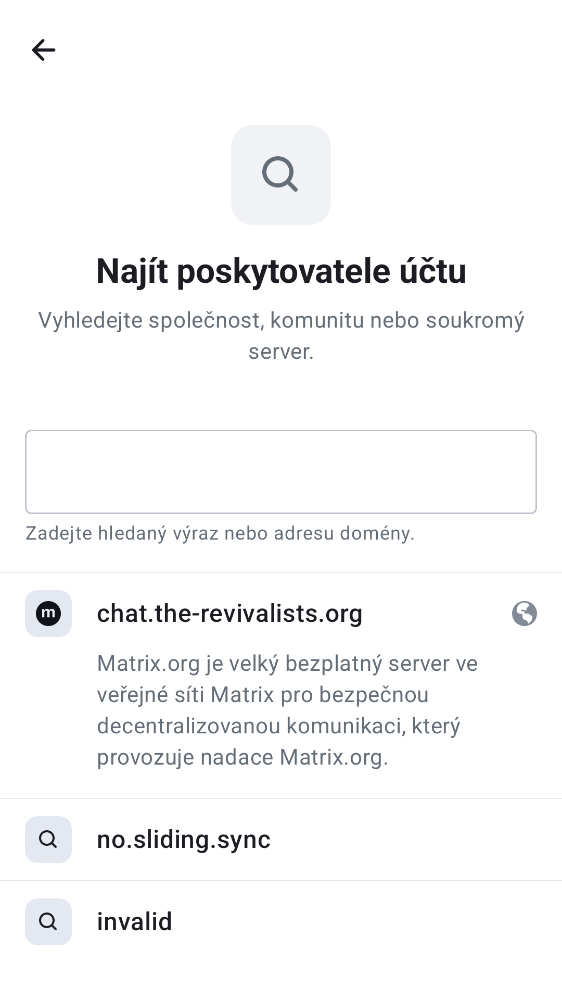 Najít poskytovatele účtu
Vyhledejte společnost, komunitu nebo soukromý
server.
Zadejte hledaný výraz nebo adresu domény.
m
chat.the-revivalists.org
Matrix.org je velký bezplatný server ve
veřejné síti Matrix pro bezpečnou
decentralizovanou komunikaci, který
provozuje nadace Matrix.org.
no.sliding.sync
invalid